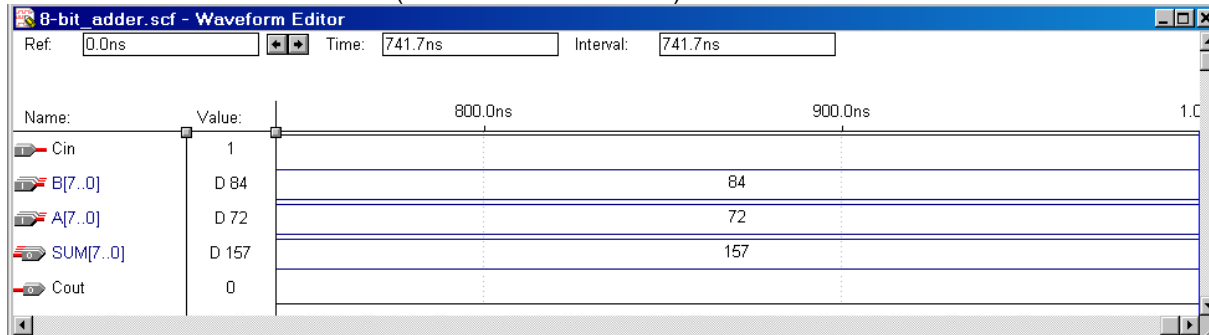 8-bit_adder.scf - Waveform Editor
Ref: 0.0ns Time: 741.7ns Interval: 741.7ns
Name: Value: 800.0ns 900.0ns
Cin 1
B[7..0] D 84 84
A[7..0] D 72 72
SUM[7..0] D 157 157
Cout 0